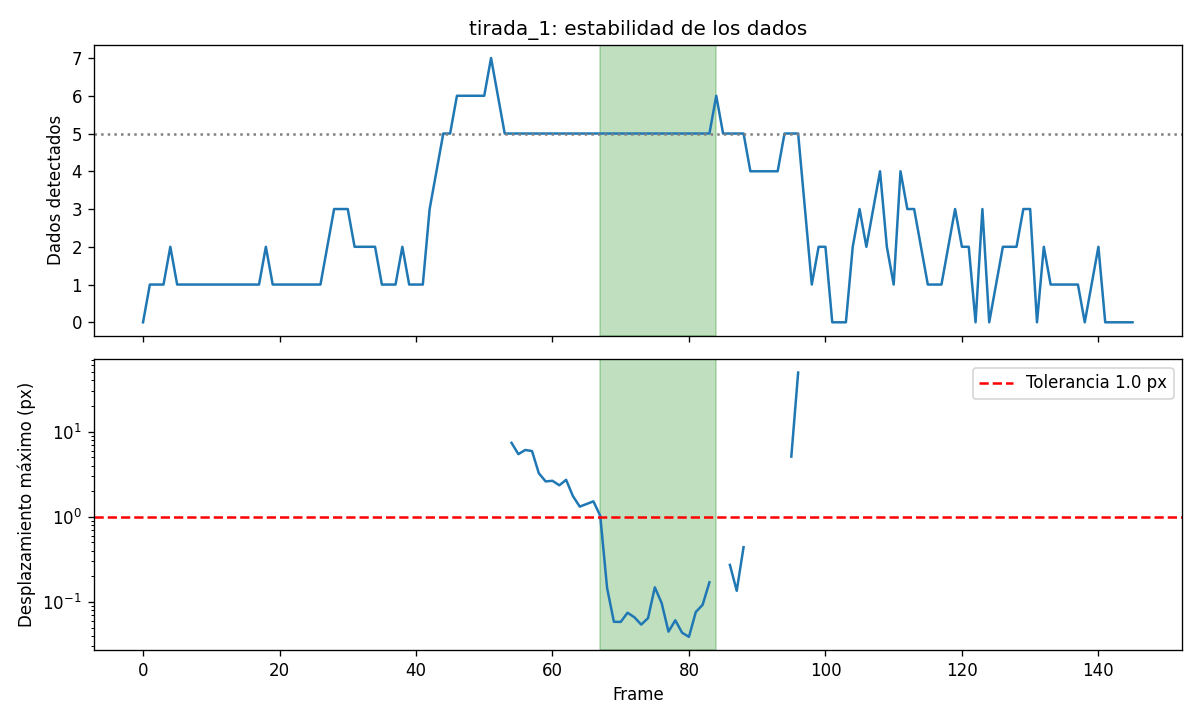 tirada_1: estabilidad de los dados
Dados detectados
7
6
5
4
3
2
1
0
Desplazamiento máximo (px)
10¹
10⁰
10⁻¹
Tolerancia 1.0 px
0 20 40 60 80 100 120 140
Frame